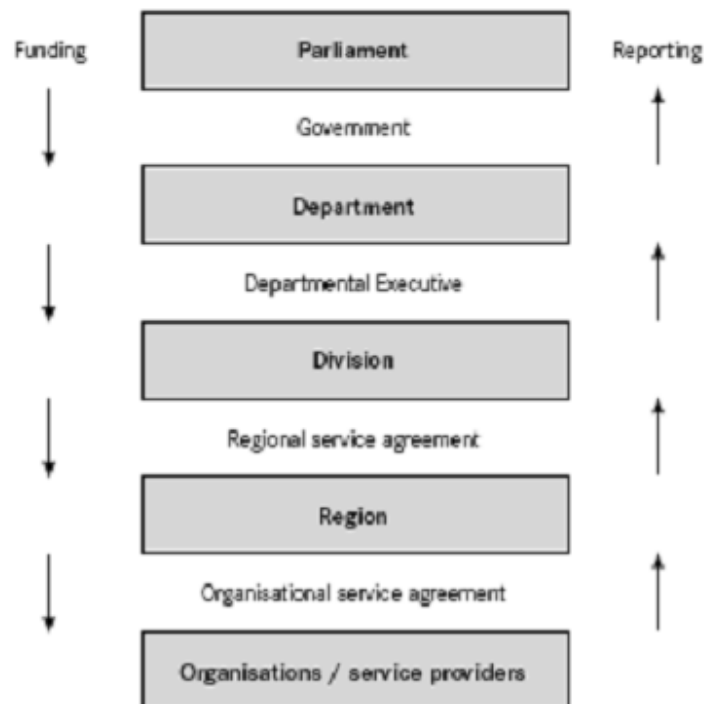 Funding
Parliament
Reporting
Government
Department
Departmental Executive
Division
Regional service agreement
Region
Organisational service agreement
Organisations / service providers